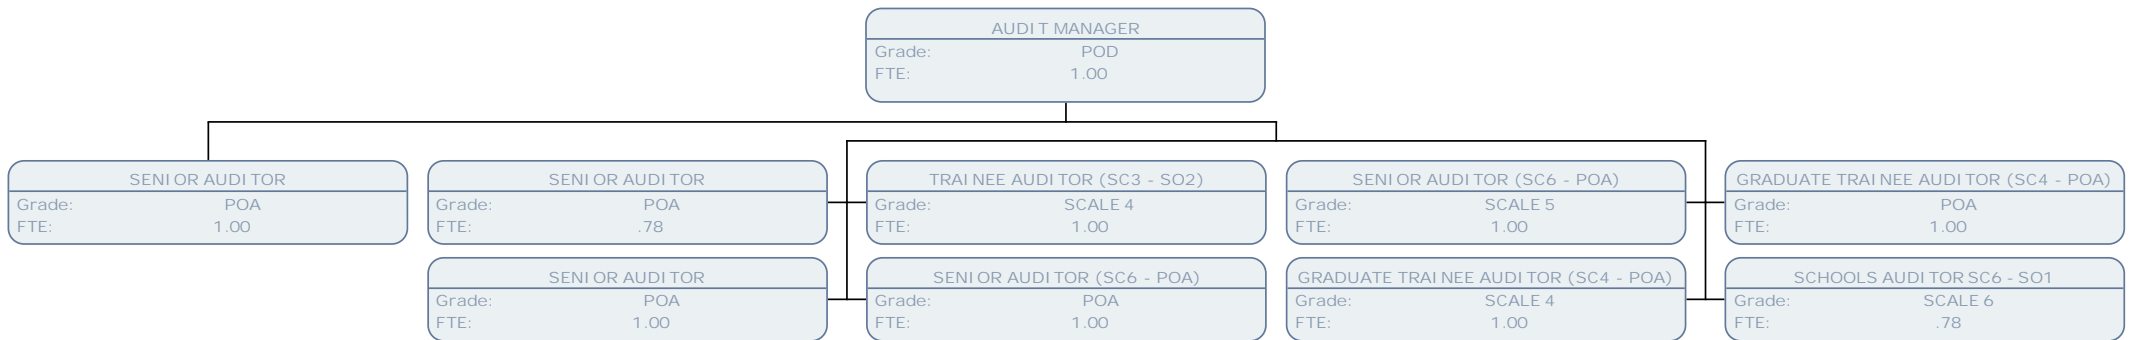 AUDIT MANAGER
Grade: POD
FTE: 1.00
SENIOR AUDITOR
Grade: POA
FTE: 1.00
SENIOR AUDITOR
Grade: POA
FTE: .78
TRAINEE AUDITOR (SC3 - SO2)
Grade: SCALE 4
FTE: 1.00
SENIOR AUDITOR (SC6 - POA)
Grade: SCALE 5
FTE: 1.00
GRADUATE TRAINEE AUDITOR (SC4 - POA)
Grade: POA
FTE: 1.00
SENIOR AUDITOR
Grade: POA
FTE: 1.00
SENIOR AUDITOR (SC6 - POA)
Grade: POA
FTE: 1.00
GRADUATE TRAINEE AUDITOR (SC4 - POA)
Grade: SCALE 4
FTE: 1.00
SCHOOLS AUDITOR SC6 - SO1
Grade: SCALE 6
FTE: .78